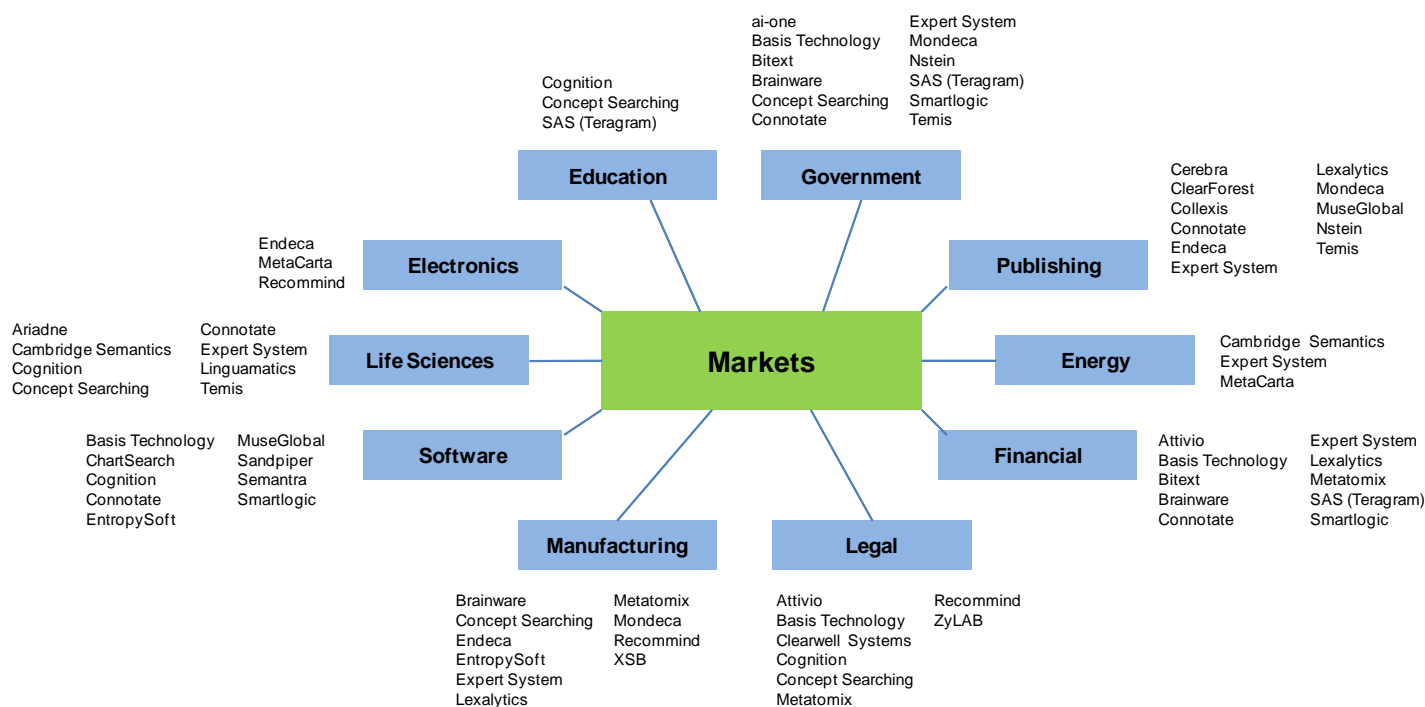 ai-one
Basis Technology
Bitext
Brainware
Concept Searching
Connotate
Expert System
Mondeca
Nstein
SAS (Teragram)
Smartlogic
Temis
Cognition
Concept Searching
SAS (Teragram)
Education
Government
Cerebra
ClearForest
Collexis
Connotate
Endeca
Expert System
Lexalytics
Mondeca
MuseGlobal
Nstein
Temis
Endeca
MetaCarta
Recommind
Electronics
Publishing
Ariadne
Cambridge Semantics
Cognition
Concept Searching
Connotate
Expert System
Linguamatics
Temis
Life Sciences
Markets
Energy
Cambridge Semantics
Expert System
MetaCarta
Basis Technology
ChartSearch
Cognition
Connotate
EntropySoft
MuseGlobal
Sandpiper
Semantra
Smartlogic
Software
Financial
Attivio
Basis Technology
Bitext
Brainware
Connotate
Expert System
Lexalytics
Metatomix
SAS (Teragram)
Smartlogic
Manufacturing
Legal
Brainware
Concept Searching
Endeca
EntropySoft
Expert System
Lexalytics
Metatomix
Mondeca
Recommind
XSB
Attivio
Basis Technology
Clearwell Systems
Cognition
Concept Searching
Metatomix
Recommind
ZyLAB